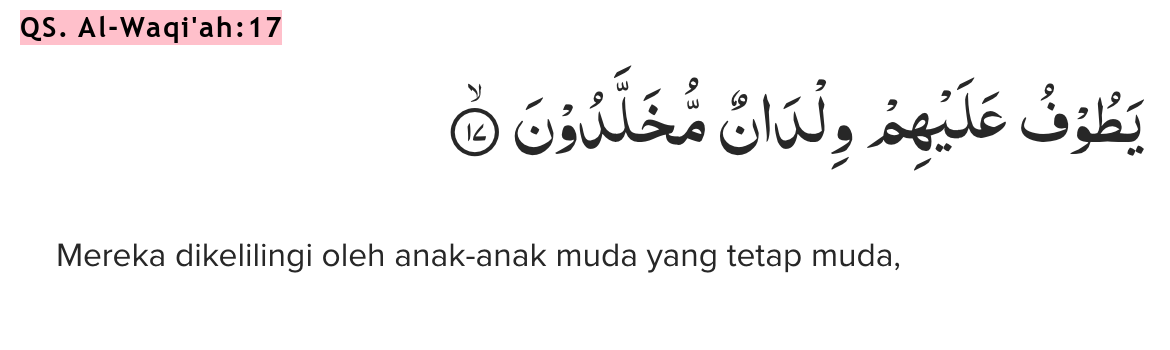 QS. Al-Waqi'ah:17
يَطُوْفُ عَلَيْهِمْ وِلْدَانٌ مُّخَلَّدُوْنَ ۙ ١٧
Mereka dikelilingi oleh anak-anak muda yang tetap muda,